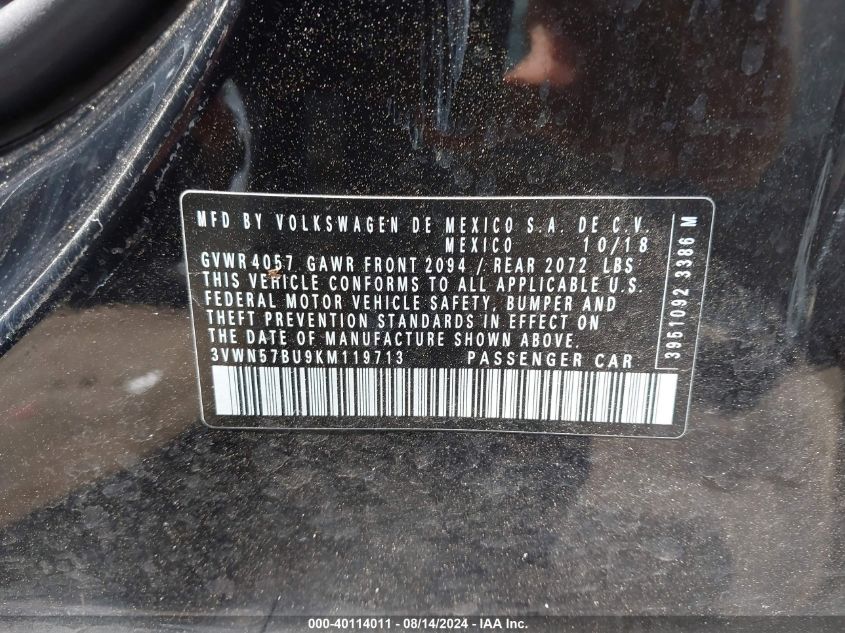 MFD BY VOLKSWAGEN DE MEXICO S.A. DE C.V.
MEXICO 10/18
GVWR 4057 GAWR FRONT 2094 / REAR 2072 LBS
THIS VEHICLE CONFORMS TO ALL APPLICABLE U.S.
FEDERAL MOTOR VEHICLE SAFETY, BUMPER AND
THEFT PREVENTION STANDARDS IN EFFECT ON
THE DATE OF MANUFACTURE SHOWN ABOVE.
3VWN57BU9KM119713 PASSENGER CAR
3951092 3386 M
000-40114011 - 08/14/2024 - IAA Inc.